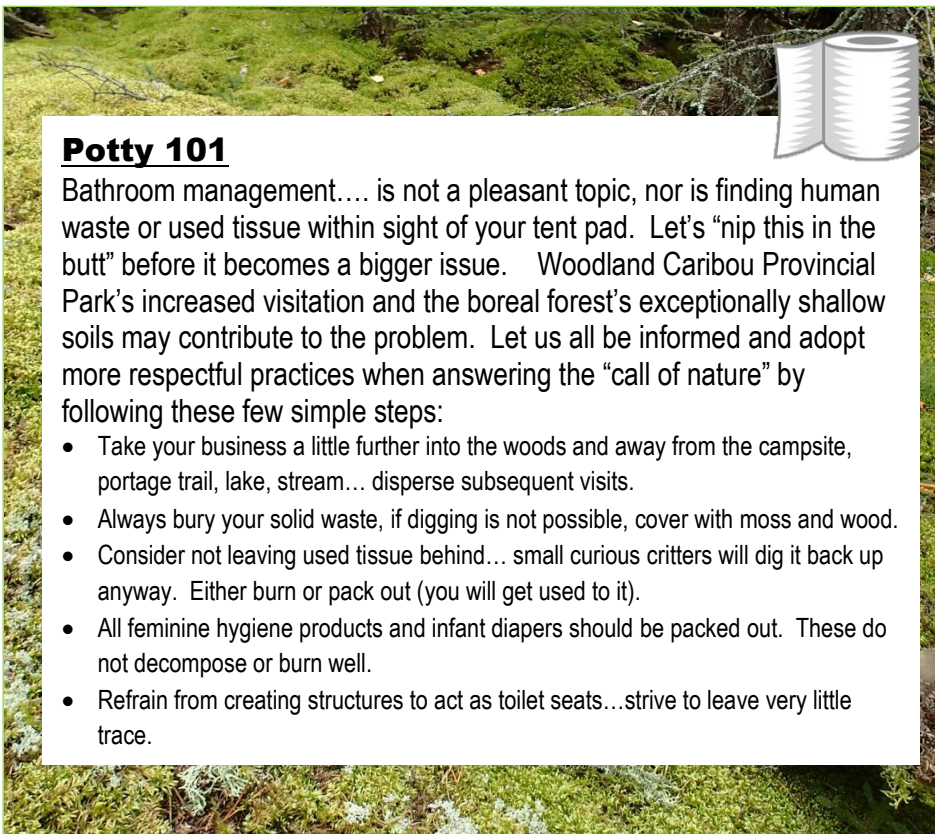 Potty 101
Bathroom management…. is not a pleasant topic, nor is finding human
waste or used tissue within sight of your tent pad.  Let's “nip this in the
butt” before it becomes a bigger issue.    Woodland Caribou Provincial
Park's increased visitation and the boreal forest's exceptionally shallow
soils may contribute to the problem.  Let us all be informed and adopt
more respectful practices when answering the “call of nature” by
following these few simple steps:
• Take your business a little further into the woods and away from the campsite,
portage trail, lake, stream… disperse subsequent visits.
• Always bury your solid waste, if digging is not possible, cover with moss and wood.
• Consider not leaving used tissue behind… small curious critters will dig it back up
anyway.  Either burn or pack out (you will get used to it).
• All feminine hygiene products and infant diapers should be packed out.  These do
not decompose or burn well.
• Refrain from creating structures to act as toilet seats…strive to leave very little
trace.